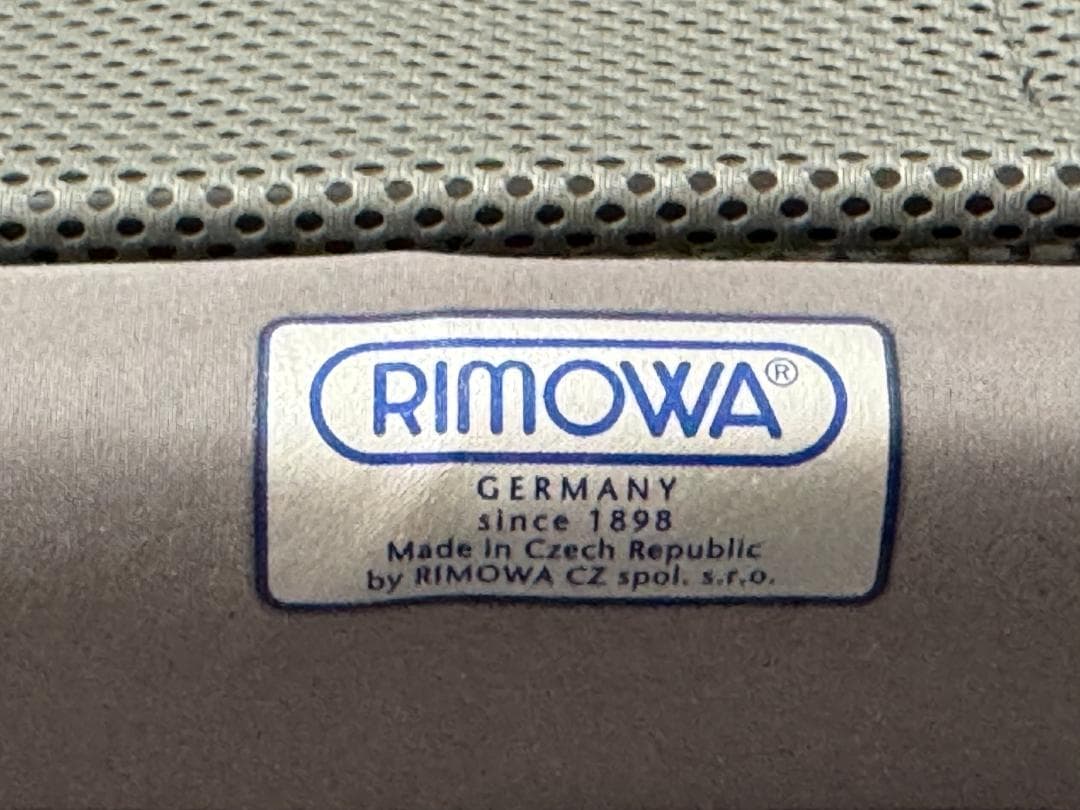 RIMOWA®
GERMANY
since 1898
Made in Czech Republic
by RIMOWA CZ spol. s.r.o.